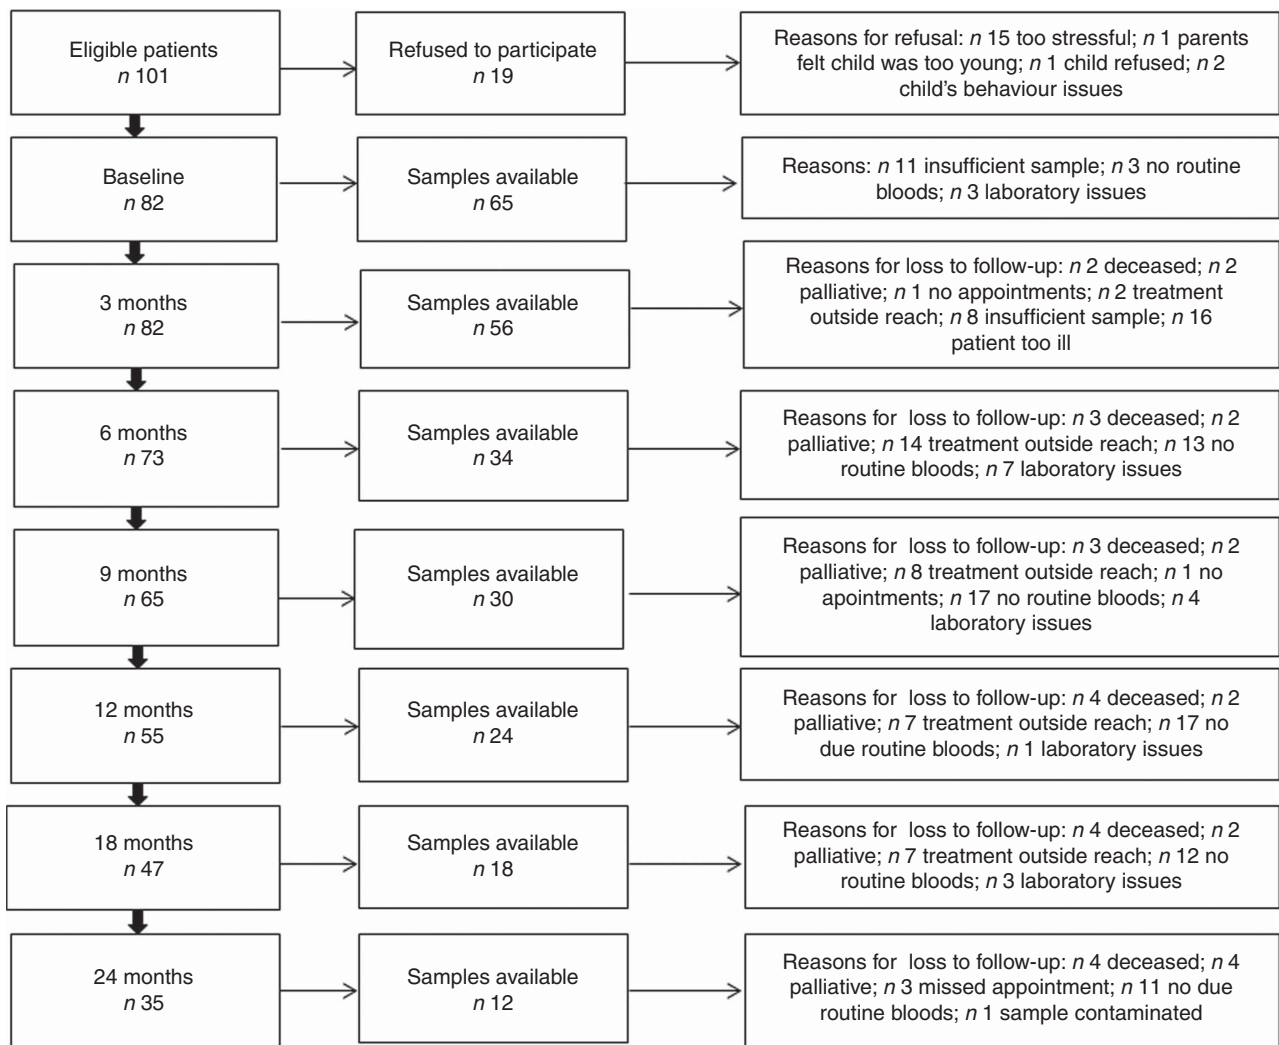 Eligible patients
n 101
Refused to participate
n 19
Reasons for refusal: n 15 too stressful; n 1 parents
felt child was too young; n 1 child refused; n 2
child's behaviour issues
Baseline
n 82
Samples available
n 65
Reasons: n 11 insufficient sample; n 3 no routine
bloods; n 3 laboratory issues
3 months
n 82
Samples available
n 56
Reasons for loss to follow-up: n 2 deceased; n 2
palliative; n 1 no appointments; n 2 treatment
outside reach; n 8 insufficient sample; n 16
patient too ill
6 months
n 73
Samples available
n 34
Reasons for loss to follow-up: n 3 deceased; n 2
palliative; n 14 treatment outside reach; n 13 no
routine bloods; n 7 laboratory issues
9 months
n 65
Samples available
n 30
Reasons for loss to follow-up: n 3 deceased; n 2
palliative; n 8 treatment outside reach; n 1 no
apointments; n 17 no routine bloods; n 4
laboratory issues
12 months
n 55
Samples available
n 24
Reasons for loss to follow-up: n 4 deceased; n 2
palliative; n 7 treatment outside reach; n 17 no
due routine bloods; n 1 laboratory issues
18 months
n 47
Samples available
n 18
Reasons for loss to follow-up: n 4 deceased; n 2
palliative; n 7 treatment outside reach; n 12 no
routine bloods; n 3 laboratory issues
24 months
n 35
Samples available
n 12
Reasons for loss to follow-up: n 4 deceased; n 4
palliative; n 3 missed appointment; n 11 no due
routine bloods; n 1 sample contaminated